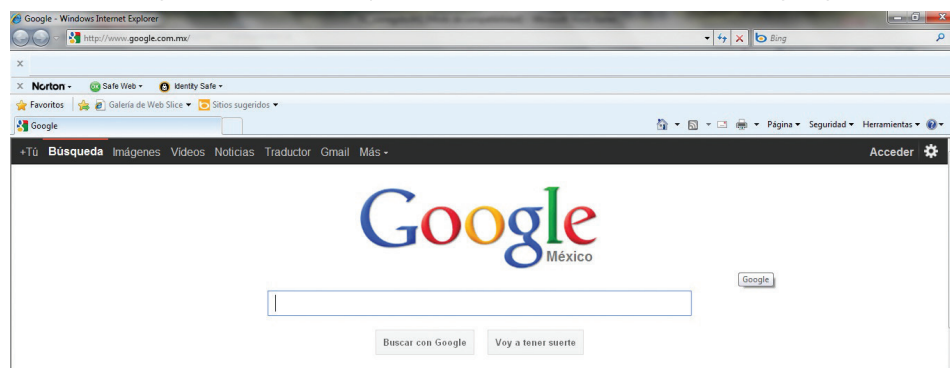 Google - Windows Internet Explorer
http://www.google.com.mx/
Bing
Norton Safe Web Identity Safe
Favoritos Galería de Web Slice Sitios sugeridos
Google
Página Seguridad Herramientas
+Tú Búsqueda Imágenes Videos Noticias Traductor Gmail Más Acceder
Google
México
Google
Buscar con Google Voy a tener suerte